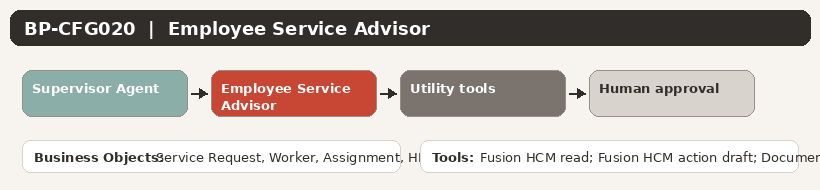 BP-CFG020 | Employee Service Advisor
Supervisor Agent
Employee Service
Advisor
Utility tools
Human approval
Business Objects: Service Request, Worker, Assignment,
Tools: Fusion HCM read; Fusion HCM action draft;